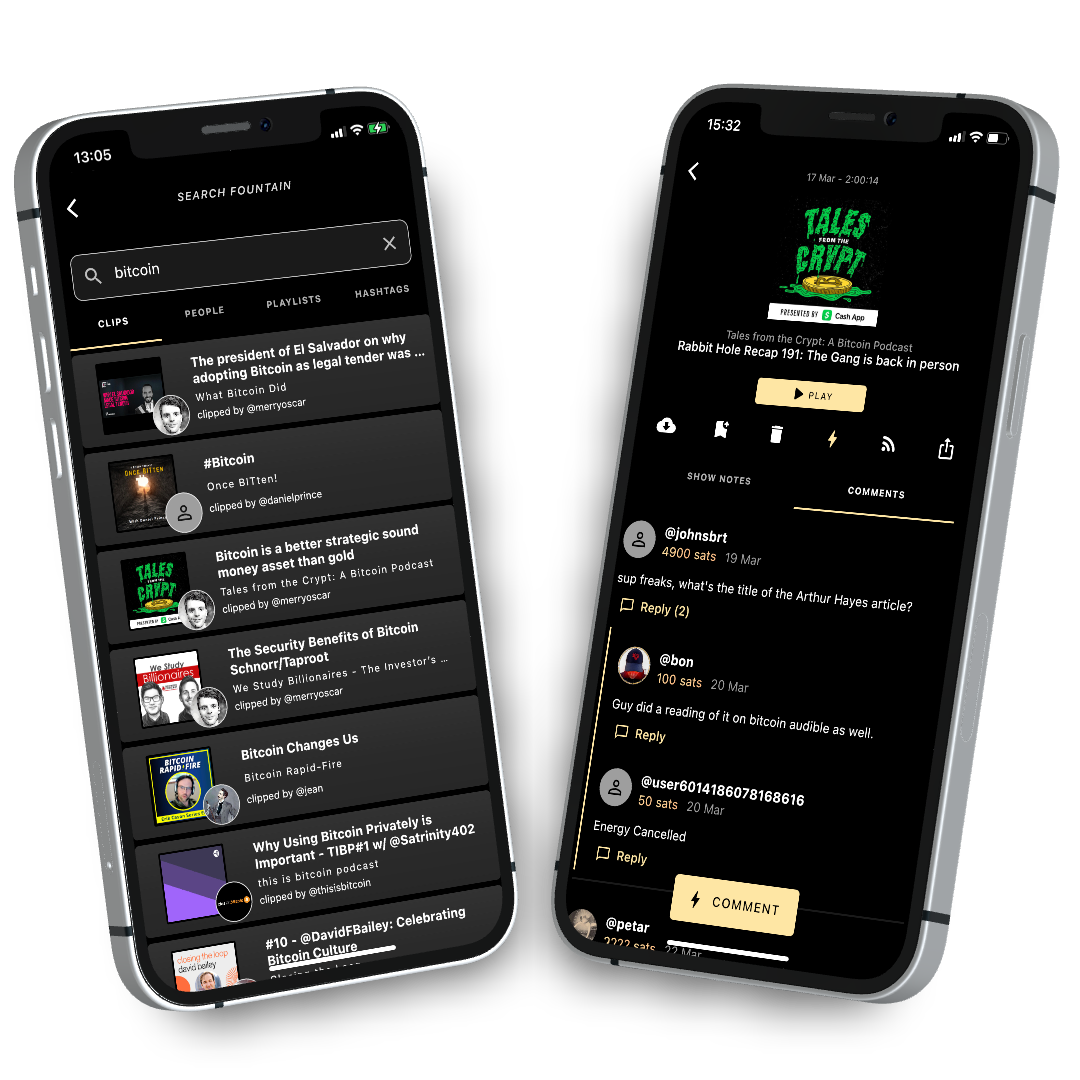 13:05
SEARCH FOUNTAIN
bitcoin
CLIPS
PEOPLE
PLAYLISTS
HASHTAGS
The president of El Salvador on why
adopting Bitcoin as legal tender was ...
What Bitcoin Did
clipped by @merryoscar
ONCE BITTEN
#Bitcoin
Once BITten!
clipped by @danielprince
TALES
FROM THE
CRYPT
Bitcoin is a better strategic sound
money asset than gold
Tales from the Crypt: A Bitcoin Podcast
clipped by @merryoscar
We Study
Billionaires
The Security Benefits of Bitcoin
Schnorr/Taproot
We Study Billionaires - The Investor's ...
clipped by @merryoscar
BITCOIN
RAPID-FIRE
Bitcoin Changes Us
Bitcoin Rapid-Fire
clipped by @jean
Why Using Bitcoin Privately is
Important - TIBP#1 w/ @Satrinity402
this is bitcoin podcast
clipped by @thisisbitcoin
closing the loop
david bailey
#10 - @DavidFBailey: Celebrating
Bitcoin Culture
15:32
17 Mar - 2:00:14
TALES
FROM THE
CRYPT
PRESENTED BY $ Cash App
Tales from the Crypt: A Bitcoin Podcast
Rabbit Hole Recap 191: The Gang is back in person
PLAY
SHOW NOTES
COMMENTS
@johnsbrt
4900 sats 19 Mar
sup freaks, what's the title of the Arthur Hayes article?
Reply (2)
@bon
100 sats 20 Mar
Guy did a reading of it on bitcoin audible as well.
Reply
@user6014186078168616
50 sats 20 Mar
Energy Cancelled
Reply
COMMENT
@petar
2222 sats 22 Mar